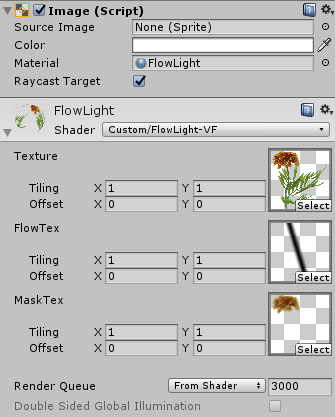 Image (Script)
Source Image None (Sprite)
Color
Material FlowLight
Raycast Target
FlowLight
Shader Custom/FlowLight-VF
Texture
Tiling X 1 Y 1
Offset X 0 Y 0
Select
FlowTex
Tiling X 1 Y 1
Offset X 0 Y 0
Select
MaskTex
Tiling X 1 Y 1
Offset X 0 Y 0
Select
Render Queue From Shader 3000
Double Sided Global Illumination